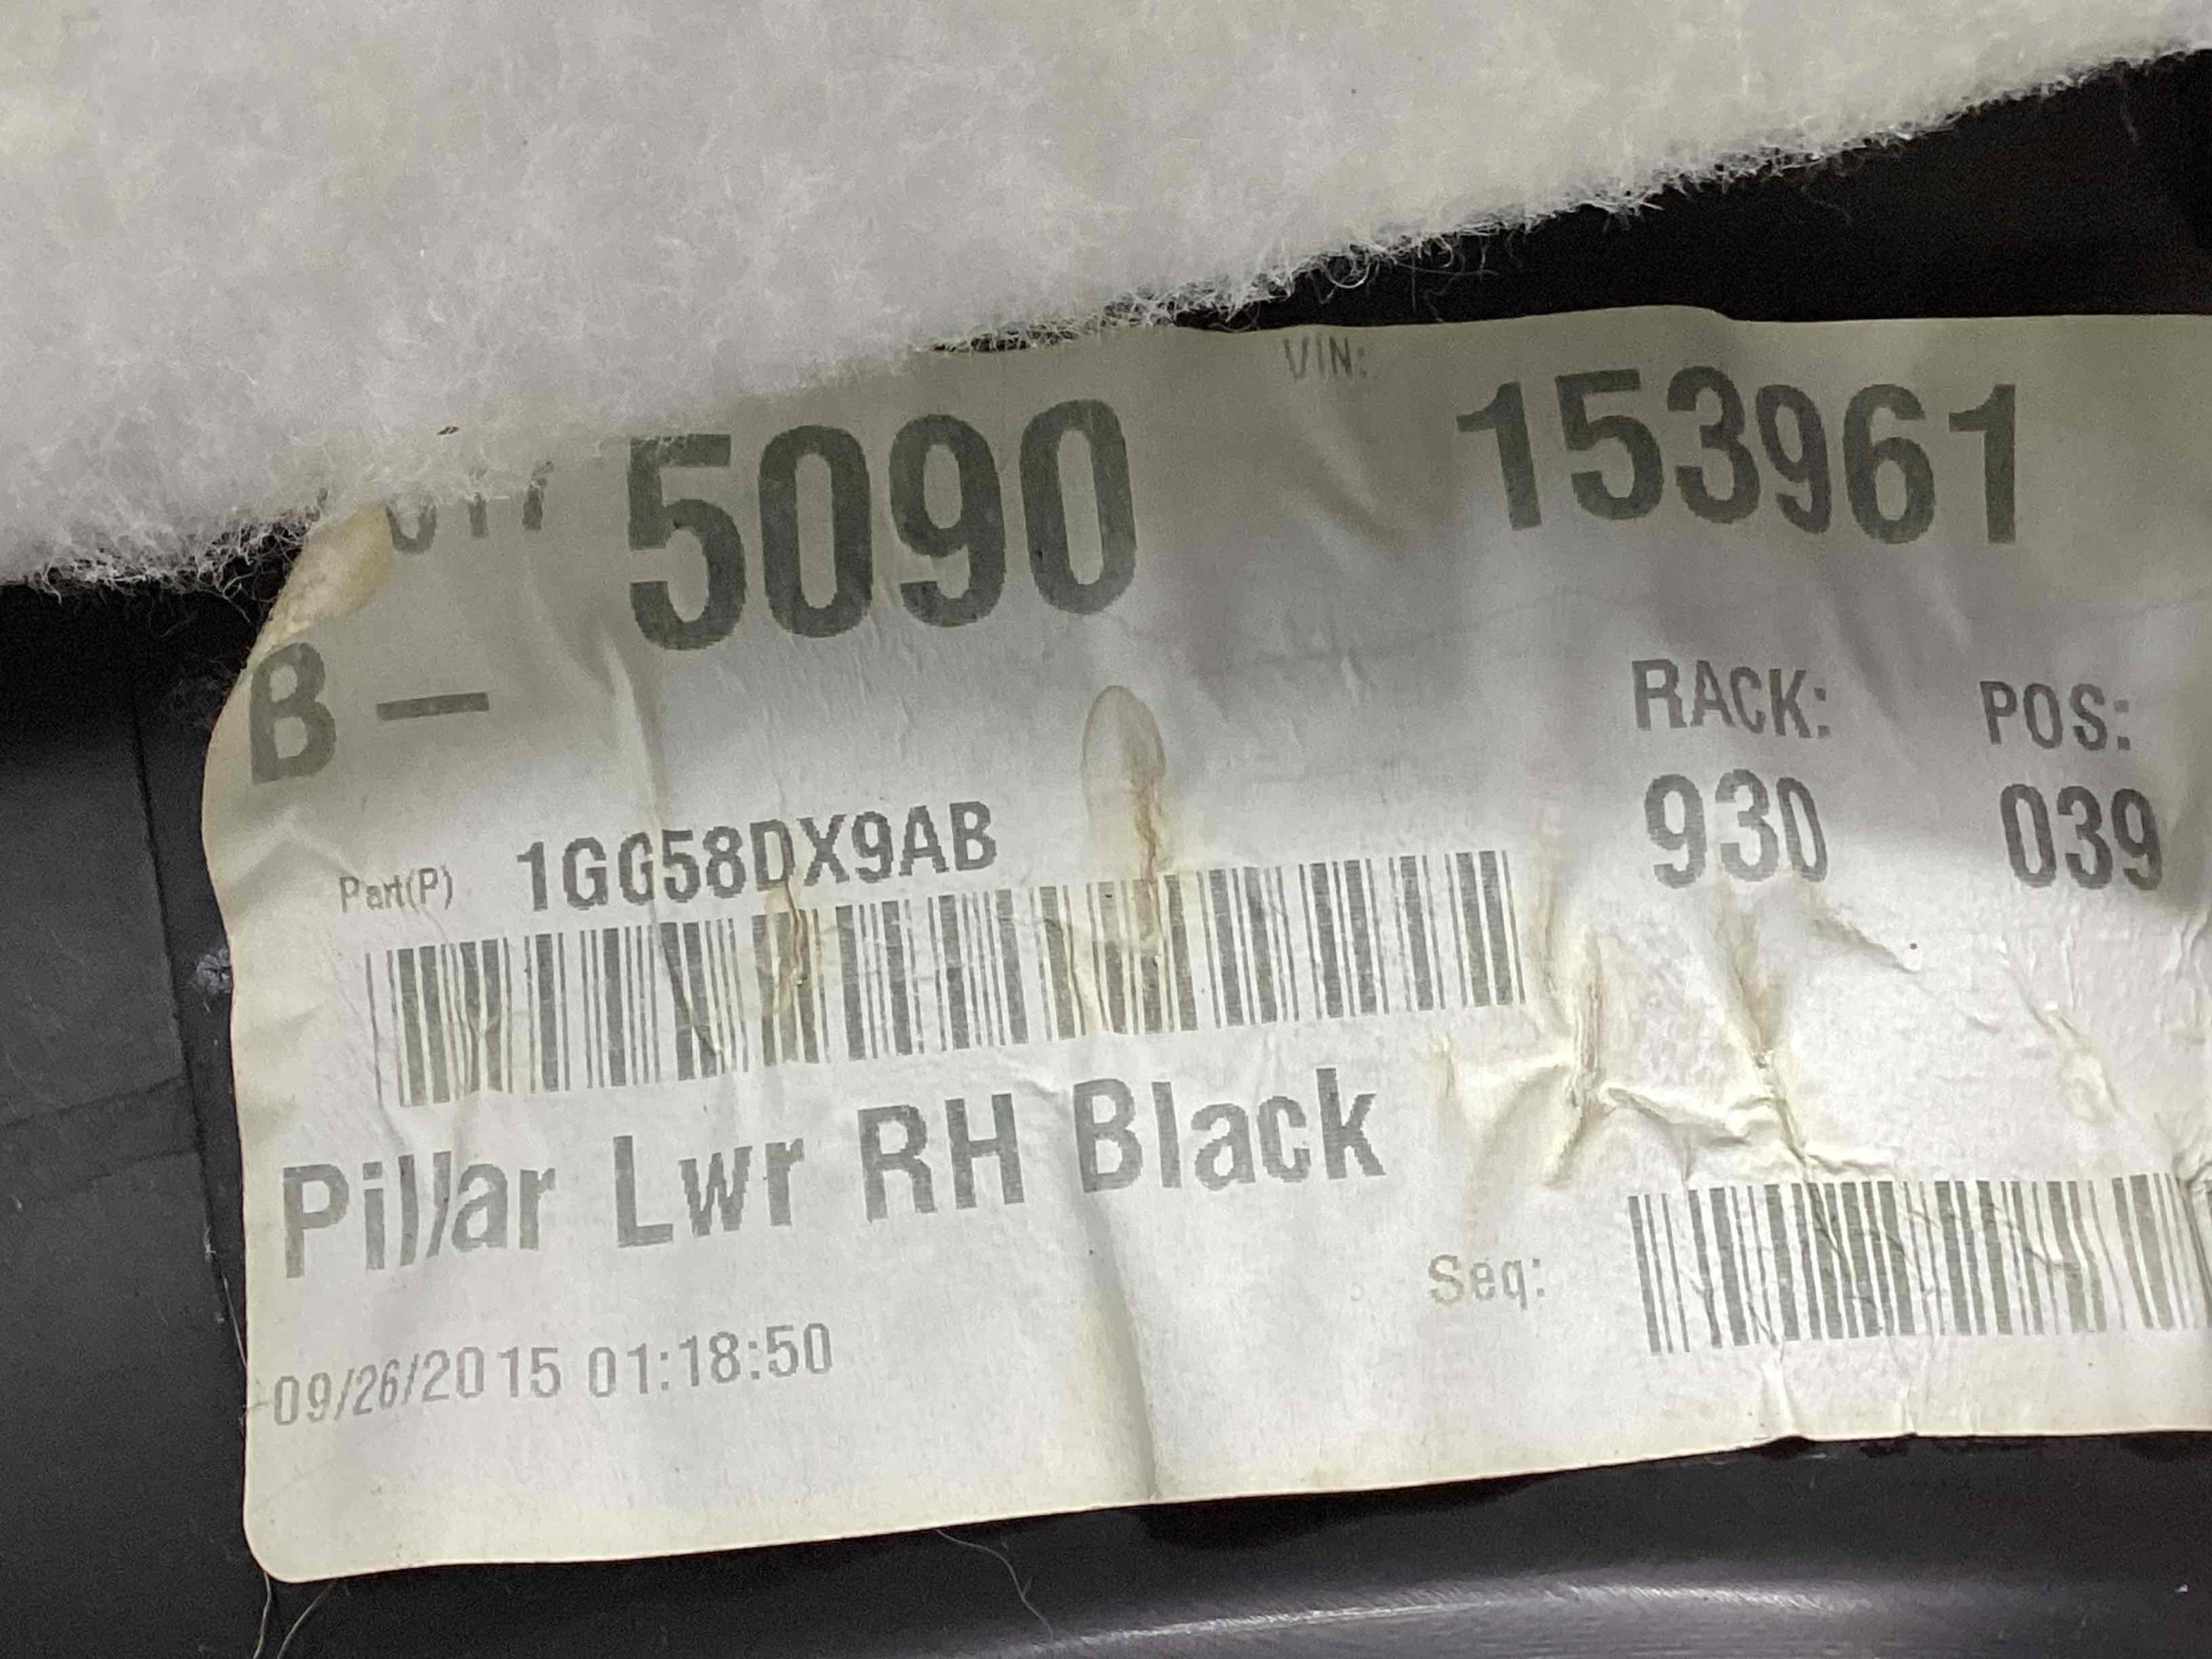 VIN:
5090 153961
B – RACK: POS:
Part(P) 1GG58DX9AB 930 039
Pillar Lwr RH Black
Seq:
09/26/2015 01:18:50